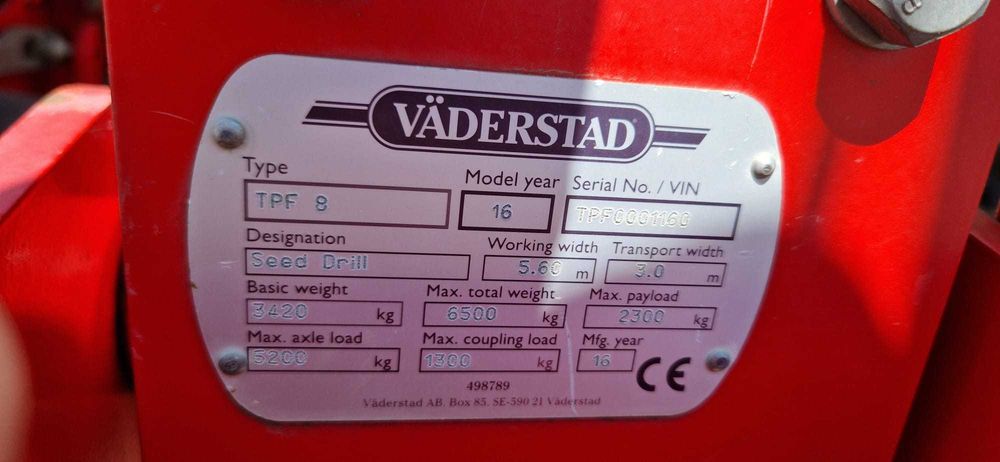 VÄDERSTAD
Type Model year Serial No. / VIN
TPF 8 16 TPF0001160
Designation Working width Transport width
Seed Drill 5.60 m 3.0 m
Basic weight Max. total weight Max. payload
3420 kg 6500 kg 2300 kg
Max. axle load Max. coupling load Mfg. year
5200 kg 1300 kg 16 CE
498789
Väderstad AB. Box 85. SE-590 21 Väderstad